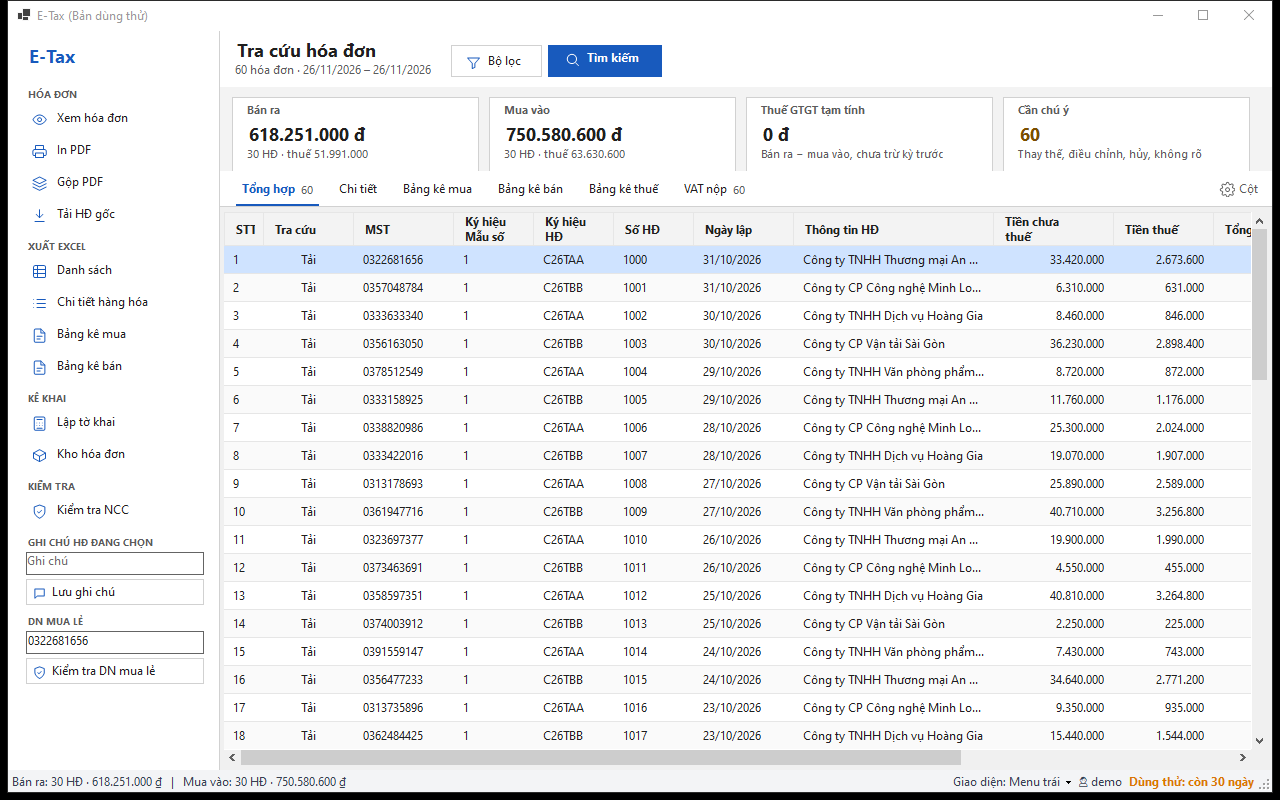 E-Tax (Bản dùng thử)
E-Tax
HÓA ĐƠN
Xem hóa đơn
In PDF
Gộp PDF
Tải HĐ gốc
XUẤT EXCEL
Danh sách
Chi tiết hàng hóa
Bảng kê mua
Bảng kê bán
KÊ KHAI
Lập tờ khai
Kho hóa đơn
KIỂM TRA
Kiểm tra NCC
GHI CHÚ HĐ ĐANG CHỌN
Ghi chú
Lưu ghi chú
DN MUA LẺ
0322681656
Kiểm tra DN mua lẻ
Tra cứu hóa đơn
60 hóa đơn · 26/11/2026 – 26/11/2026
Bộ lọc
Tìm kiếm
Bán ra
618.251.000 đ
30 HĐ · thuế 51.991.000
Mua vào
750.580.600 đ
30 HĐ · thuế 63.630.600
Thuế GTGT tạm tính
0 đ
Bán ra − mua vào, chưa trừ kỳ trước
Cần chú ý
60
Thay thế, điều chỉnh, hủy, không rõ
Tổng hợp 60 Chi tiết Bảng kê mua Bảng kê bán Bảng kê thuế VAT nộp 60 Cột
STT Tra cứu MST Ký hiệu Mẫu số Ký hiệu HĐ Số HĐ Ngày lập Thông tin HĐ Tiền chưa thuế Tiền thuế Tổng
1 Tải 0322681656 1 C26TAA 1000 31/10/2026 Công ty TNHH Thương mại An ... 33.420.000 2.673.600
2 Tải 0357048784 1 C26TBB 1001 31/10/2026 Công ty CP Công nghệ Minh Lo... 6.310.000 631.000
3 Tải 0333633340 1 C26TAA 1002 30/10/2026 Công ty TNHH Dịch vụ Hoàng Gia 8.460.000 846.000
4 Tải 0356163050 1 C26TBB 1003 30/10/2026 Công ty CP Vận tải Sài Gòn 36.230.000 2.898.400
5 Tải 0378512549 1 C26TAA 1004 29/10/2026 Công ty TNHH Văn phòng phẩm... 8.720.000 872.000
6 Tải 0333158925 1 C26TBB 1005 29/10/2026 Công ty TNHH Thương mại An ... 11.760.000 1.176.000
7 Tải 0338820986 1 C26TAA 1006 28/10/2026 Công ty CP Công nghệ Minh Lo... 25.300.000 2.024.000
8 Tải 0333422016 1 C26TBB 1007 28/10/2026 Công ty TNHH Dịch vụ Hoàng Gia 19.070.000 1.907.000
9 Tải 0313178693 1 C26TAA 1008 27/10/2026 Công ty CP Vận tải Sài Gòn 25.890.000 2.589.000
10 Tải 0361947716 1 C26TBB 1009 27/10/2026 Công ty TNHH Văn phòng phẩm... 40.710.000 3.256.800
11 Tải 0323697377 1 C26TAA 1010 26/10/2026 Công ty TNHH Thương mại An ... 19.900.000 1.990.000
12 Tải 0373463691 1 C26TBB 1011 26/10/2026 Công ty CP Công nghệ Minh Lo... 4.550.000 455.000
13 Tải 0358597351 1 C26TAA 1012 25/10/2026 Công ty TNHH Dịch vụ Hoàng Gia 40.810.000 3.264.800
14 Tải 0374003912 1 C26TBB 1013 25/10/2026 Công ty CP Vận tải Sài Gòn 2.250.000 225.000
15 Tải 0391559147 1 C26TAA 1014 24/10/2026 Công ty TNHH Văn phòng phẩm... 7.430.000 743.000
16 Tải 0356477233 1 C26TBB 1015 24/10/2026 Công ty TNHH Thương mại An ... 34.640.000 2.771.200
17 Tải 0313735896 1 C26TAA 1016 23/10/2026 Công ty CP Công nghệ Minh Lo... 9.350.000 935.000
18 Tải 0362484425 1 C26TBB 1017 23/10/2026 Công ty TNHH Dịch vụ Hoàng Gia 15.440.000 1.544.000
Bán ra: 30 HĐ · 618.251.000 ₫ | Mua vào: 30 HĐ · 750.580.600 ₫ Giao diện: Menu trái demo Dùng thử: còn 30 ngày